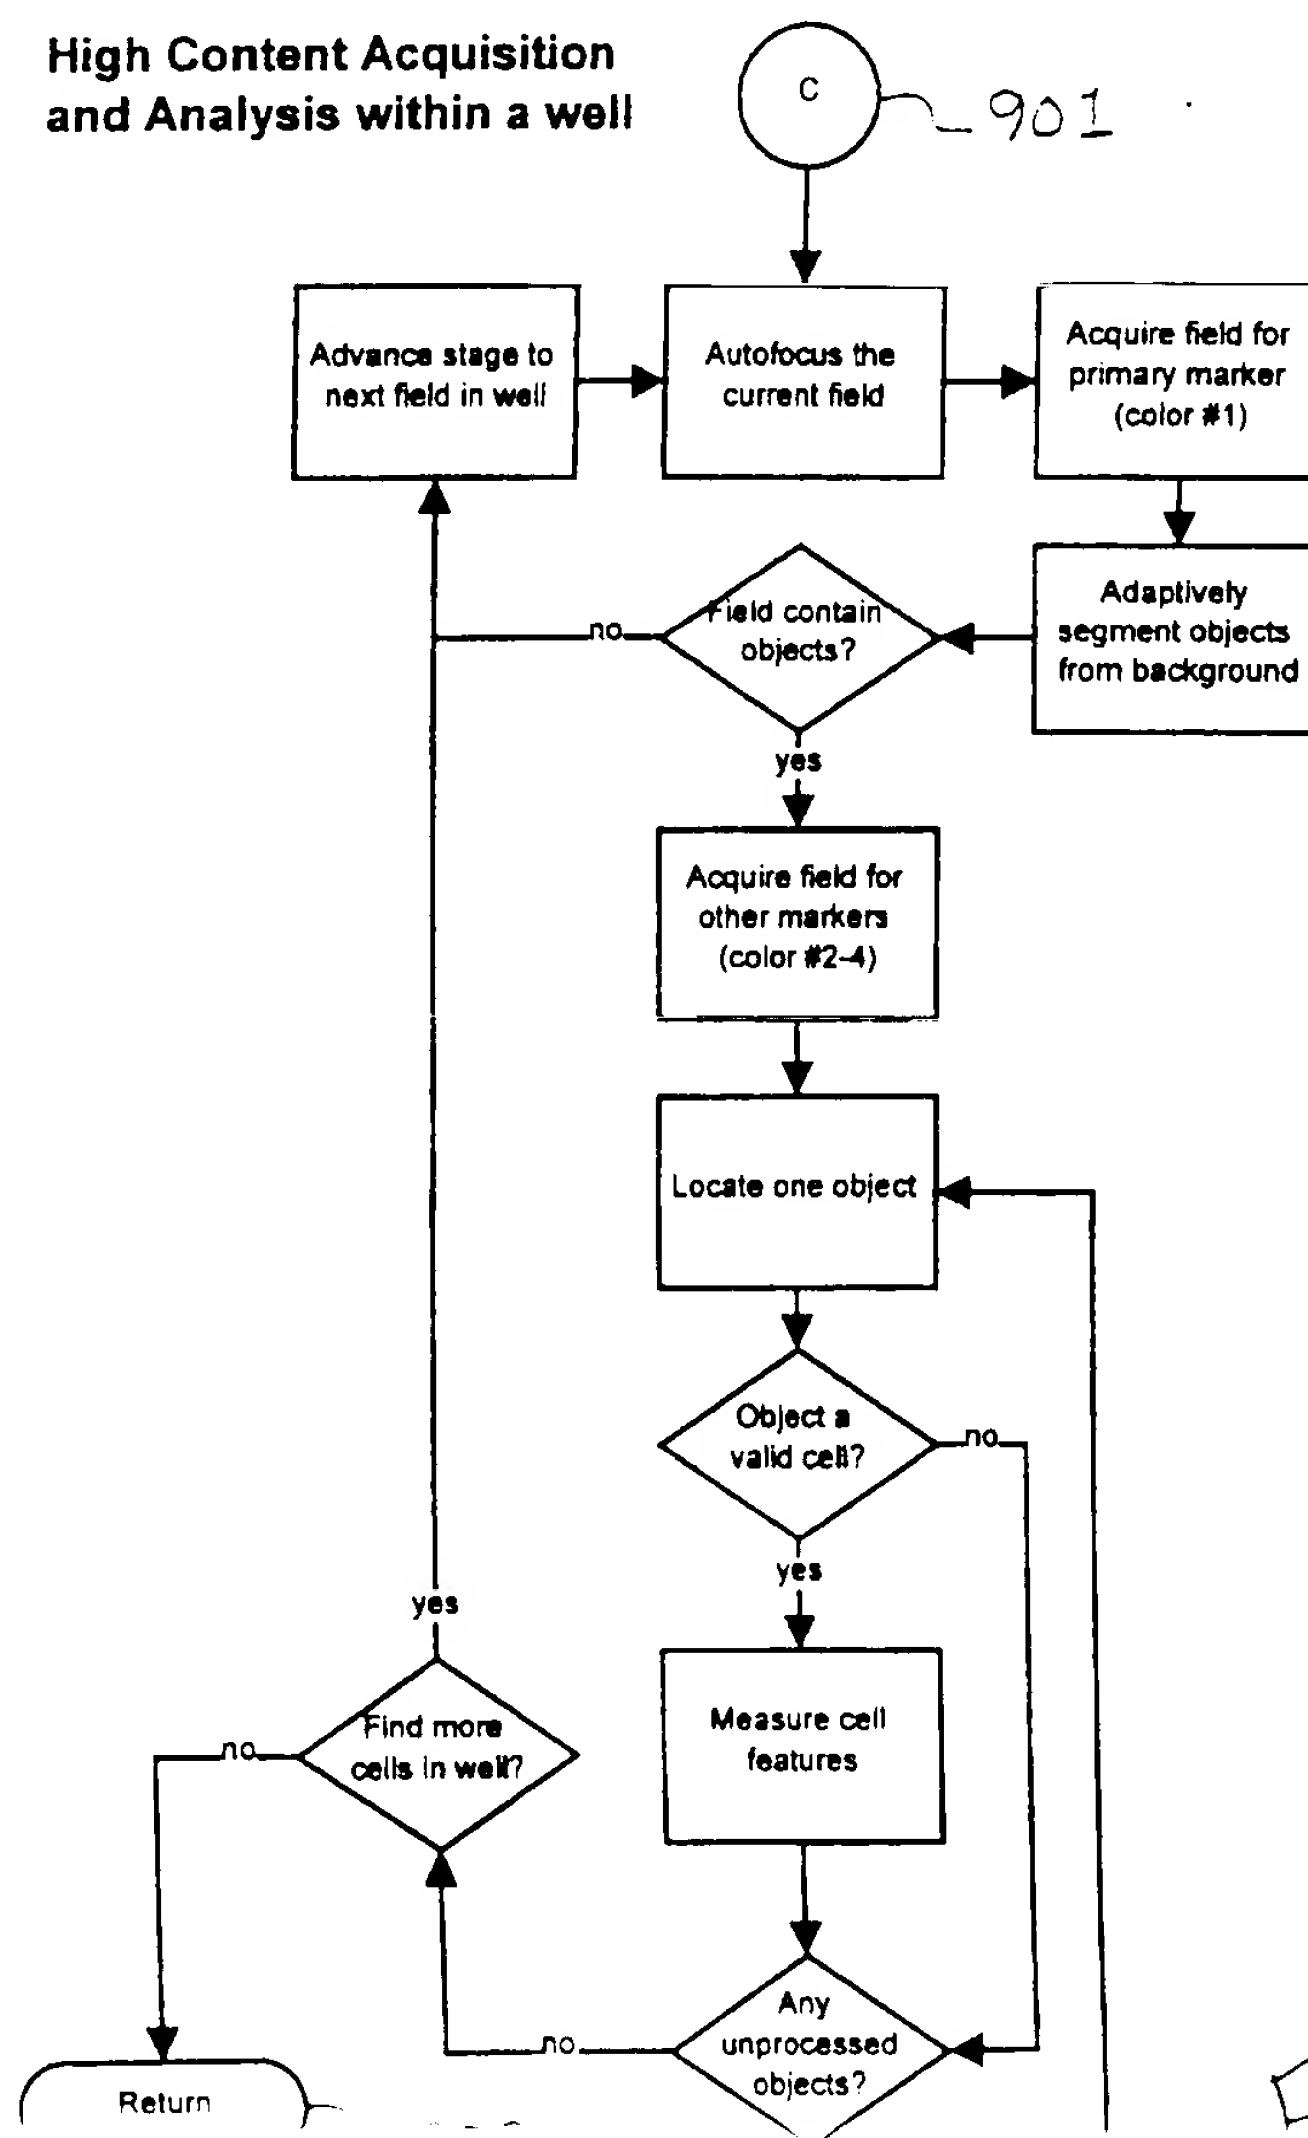 High Content Acquisition
and Analysis within a well
C
901
Advance stage to
next field in well
Autofocus the
current field
Acquire field for
primary marker
(color #1)
Field contain
objects?
no
Adaptively
segment objects
from background
yes
Acquire field for
other markers
(color #2-4)
Locate one object
Object a
valid cell?
no
yes
yes
Measure cell
features
Find more
cells in well?
no
Any
unprocessed
objects?
no
Return